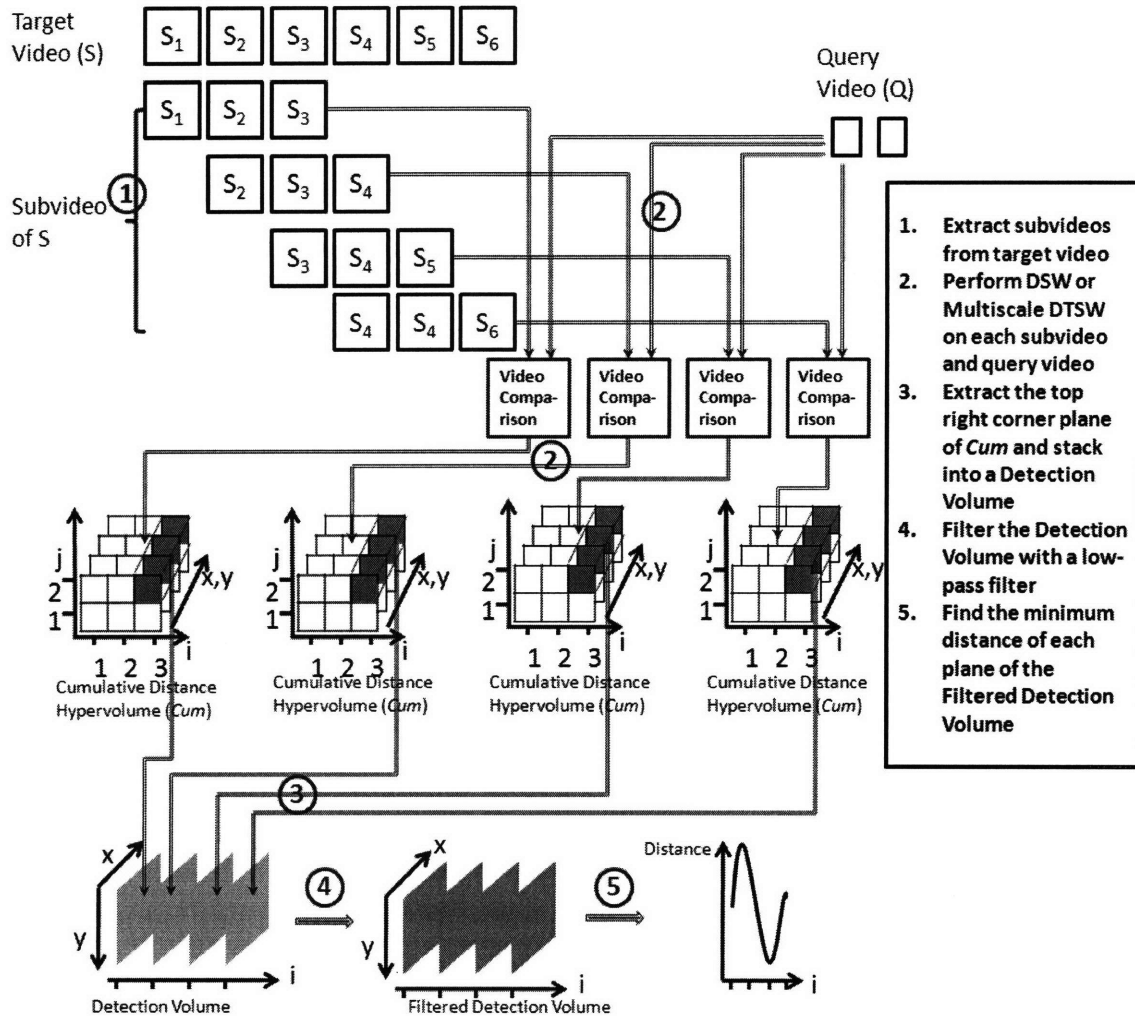 Target
Video (S)
S1 S2 S3 S4 S5 S6
Query
Video (Q)
S1 S2 S3
1
S2 S3 S4
2
Subvideo
of S
S3 S4 S5
S4 S4 S6
1. Extract subvideos
from target video
2. Perform DSW or
Multiscale DTSW
on each subvideo
and query video
3. Extract the top
right corner plane
of Cum and stack
into a Detection
Volume
4. Filter the Detection
Volume with a low-
pass filter
5. Find the minimum
distance of each
plane of the
Filtered Detection
Volume
Video
Compa-
rison
Video
Compa-
rison
Video
Compa-
rison
Video
Compa-
rison
2
j
2
1
x,y
i
1 2 3
Cumulative Distance
Hypervolume (Cum)
j
2
1
x,y
i
1 2 3
Cumulative Distance
Hypervolume (Cum)
j
2
1
x,y
i
1 2 3
Cumulative Distance
Hypervolume (Cum)
j
2
1
x,y
i
1 2 3
Cumulative Distance
Hypervolume (Cum)
3
x
y
i
Detection Volume
4
x
y
i
Filtered Detection Volume
5
Distance
i